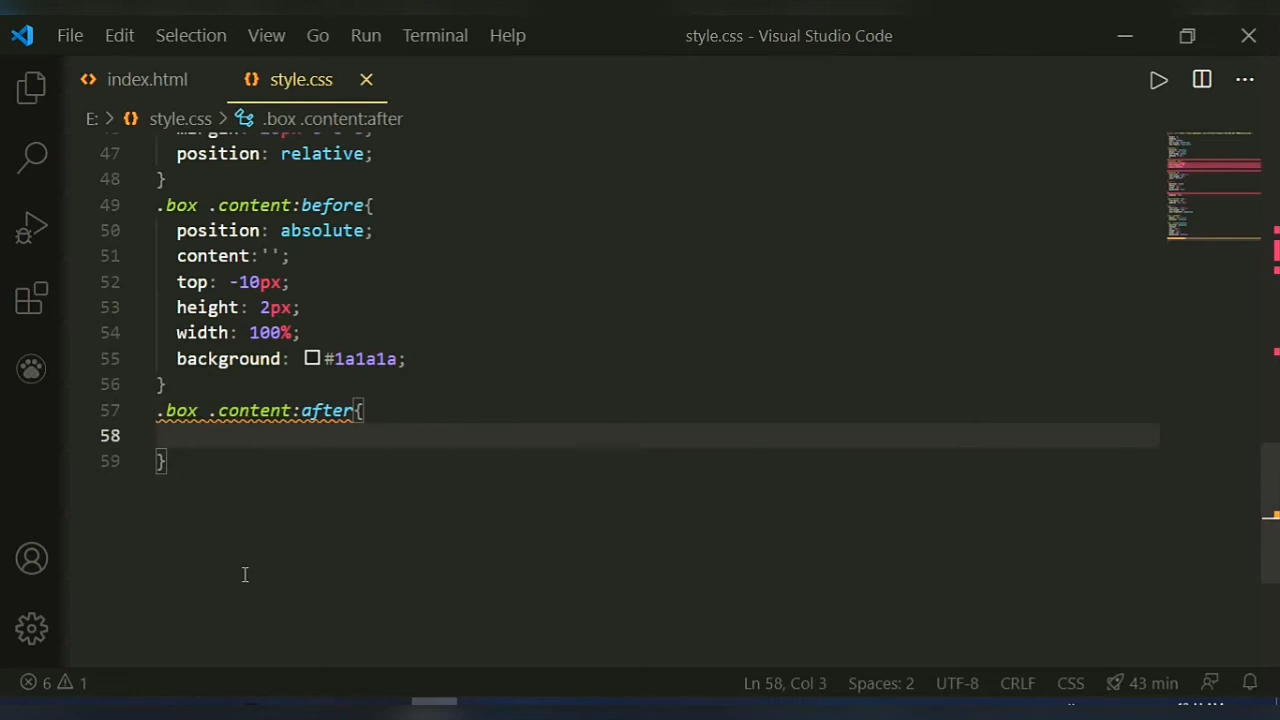 File Edit Selection View Go Run Terminal Help style.css - Visual Studio Code
index.html style.css
E: > style.css > .box .content:after
47 position: relative;
48 }
49 .box .content:before{
50 position: absolute;
51 content:'';
52 top: -10px;
53 height: 2px;
54 width: 100%;
55 background: #1a1a1a;
56 }
57 .box .content:after{
58
59 }
6 1 Ln 58, Col 3 Spaces: 2 UTF-8 CRLF CSS 43 min